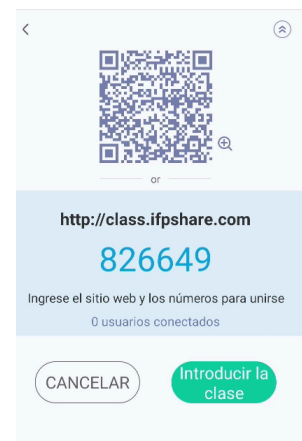 or
http://class.ifpshare.com
826649
Ingrese el sitio web y los números para unirse
0 usuarios conectados
CANCELAR
Introducir la
clase